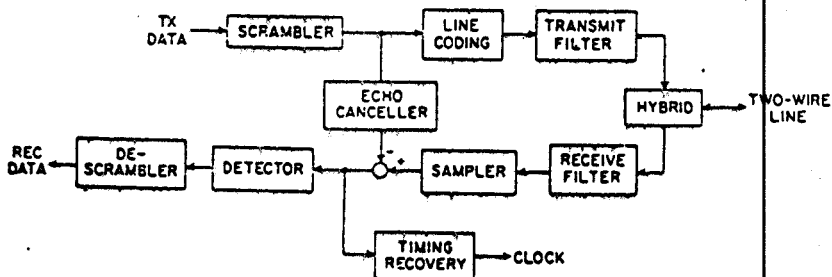 TX
DATA
SCRAMBLER
LINE
CODING
TRANSMIT
FILTER
ECHO
CANCELLER
HYBRID
TWO-WIRE
LINE
REC
DATA
DE-
SCRAMBLER
DETECTOR
-
+
SAMPLER
RECEIVE
FILTER
TIMING
RECOVERY
CLOCK